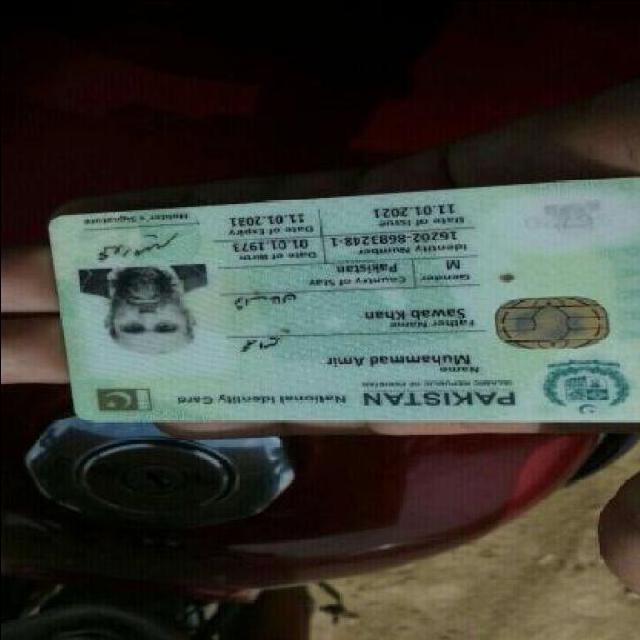 PAKISTAN National Identity Card
ISLAMIC REPUBLIC OF PAKISTAN
Name
Muhammad Amir
محمد امیر
Father Name
Sawab Khan
Gender
Country of Stay
M
Pakistan
Identity Number
Date of Birth
16202-8683248-1
01.01.1973
Date of Issue
Date of Expiry
11.01.2021
11.01.2031
Holder's Signature